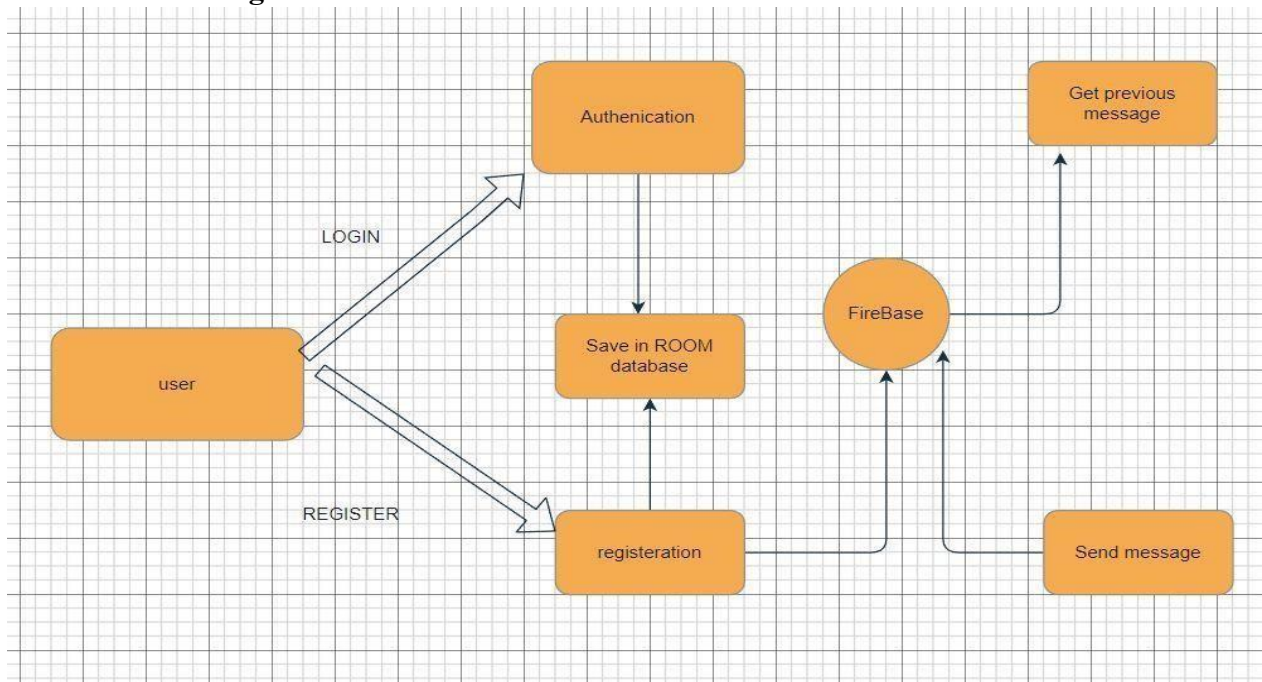 Authenication
Get previous
message
LOGIN
FireBase
Save in ROOM
database
user
REGISTER
registeration
Send message